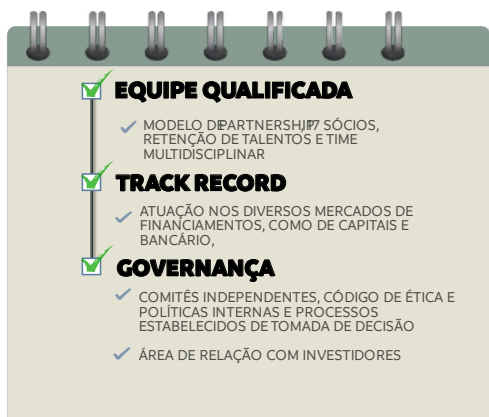 EQUIPE QUALIFICADA
MODELO DE PARTNERSHIP, 17 SÓCIOS,
RETENÇÃO DE TALENTOS E TIME
MULTIDISCIPLINAR
TRACK RECORD
ATUAÇÃO NOS DIVERSOS MERCADOS DE
FINANCIAMENTOS, COMO DE CAPITAIS E
BANCÁRIO,
GOVERNANÇA
COMITÊS INDEPENDENTES, CÓDIGO DE ÉTICA E
POLÍTICAS INTERNAS E PROCESSOS
ESTABELECIDOS DE TOMADA DE DECISÃO
ÁREA DE RELAÇÃO COM INVESTIDORES